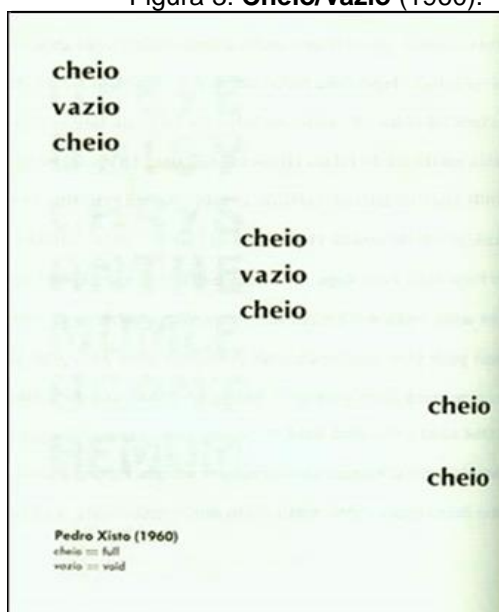 Figura 3. Cheio/Vazio (1960).
cheio
vazio
cheio
cheio
vazio
cheio
cheio
cheio
Pedro Xisto (1960)
cheio == full
vazio == void